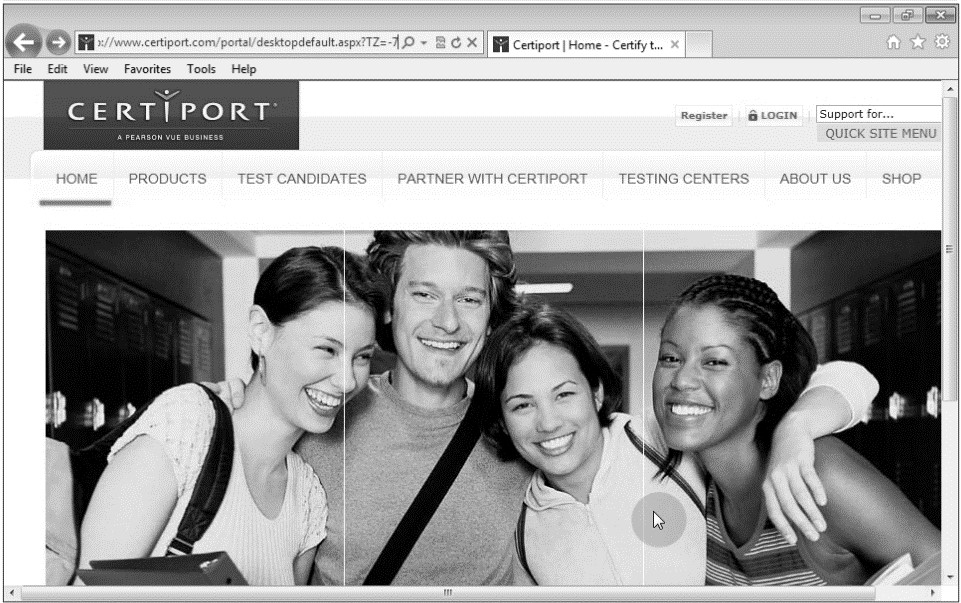 ://www.certiport.com/portal/desktopdefault.aspx?TZ=-7
Certiport | Home - Certify t...
File Edit View Favorites Tools Help
CERTIPORT
A PEARSON VUE BUSINESS
Register | LOGIN | Support for...
QUICK SITE MENU
HOME PRODUCTS TEST CANDIDATES PARTNER WITH CERTIPORT TESTING CENTERS ABOUT US SHOP